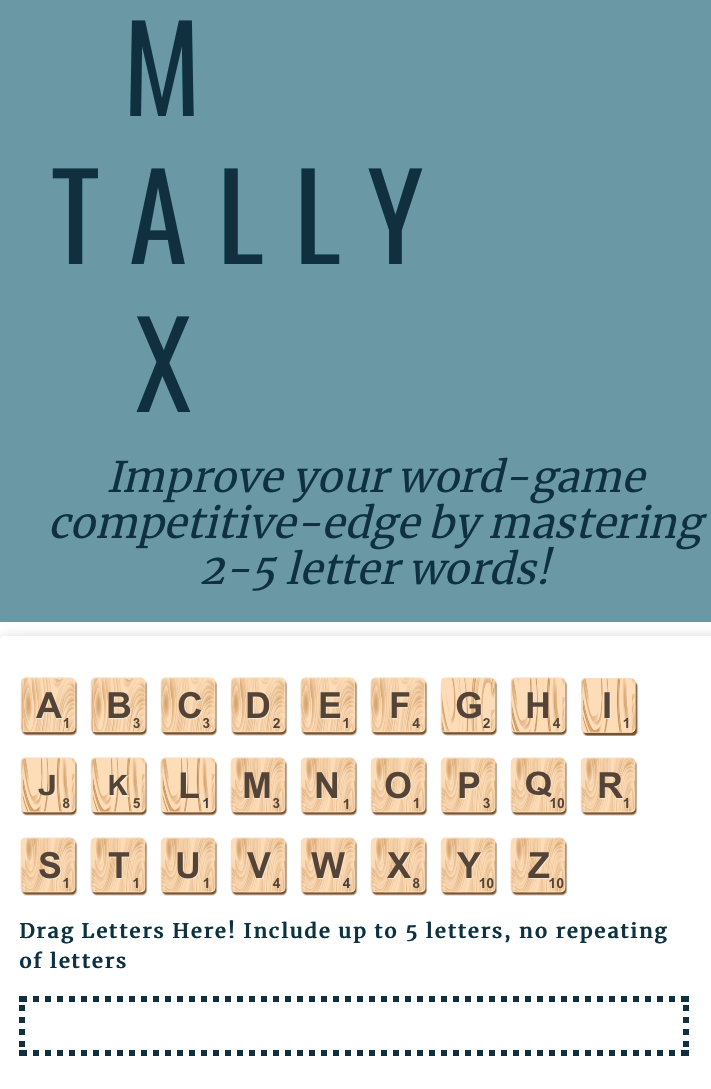 M
TALLY
X
Improve your word-game
competitive-edge by mastering
2-5 letter words!
A1 B3 C3 D2 E1 F4 G2 H4 I1
J8 K5 L1 M3 N1 O1 P3 Q10 R1
S1 T1 U1 V4 W4 X8 Y10 Z10
Drag Letters Here! Include up to 5 letters, no repeating
of letters